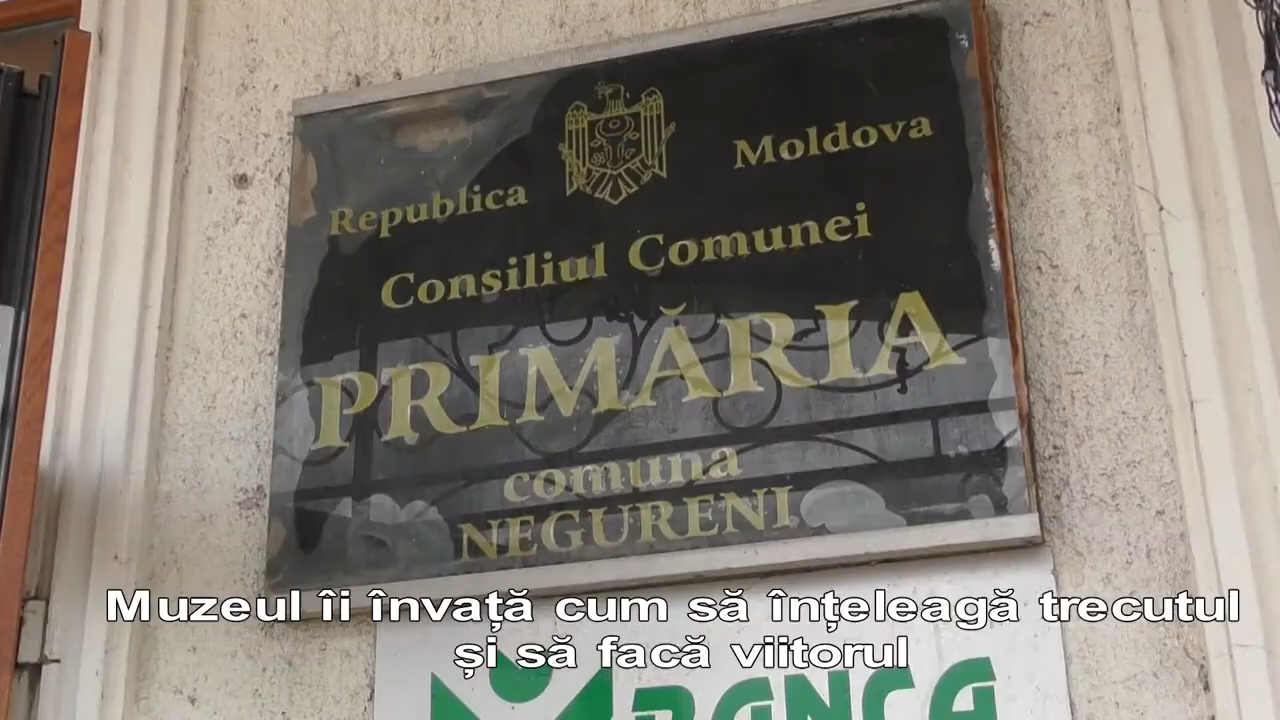 Republica Moldova
Consiliul Comunei
PRIMĂRIA
comuna
NEGURENI
Muzeul îi învață cum să înțeleagă trecutul
și să facă viitorul